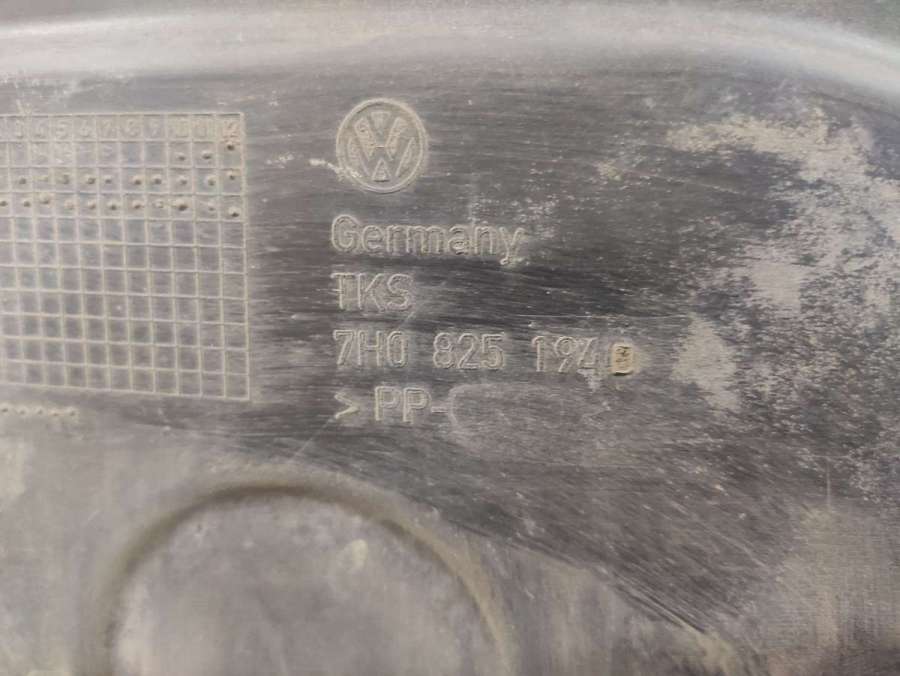 Germany
TKS
7H0 825 194
> PP-